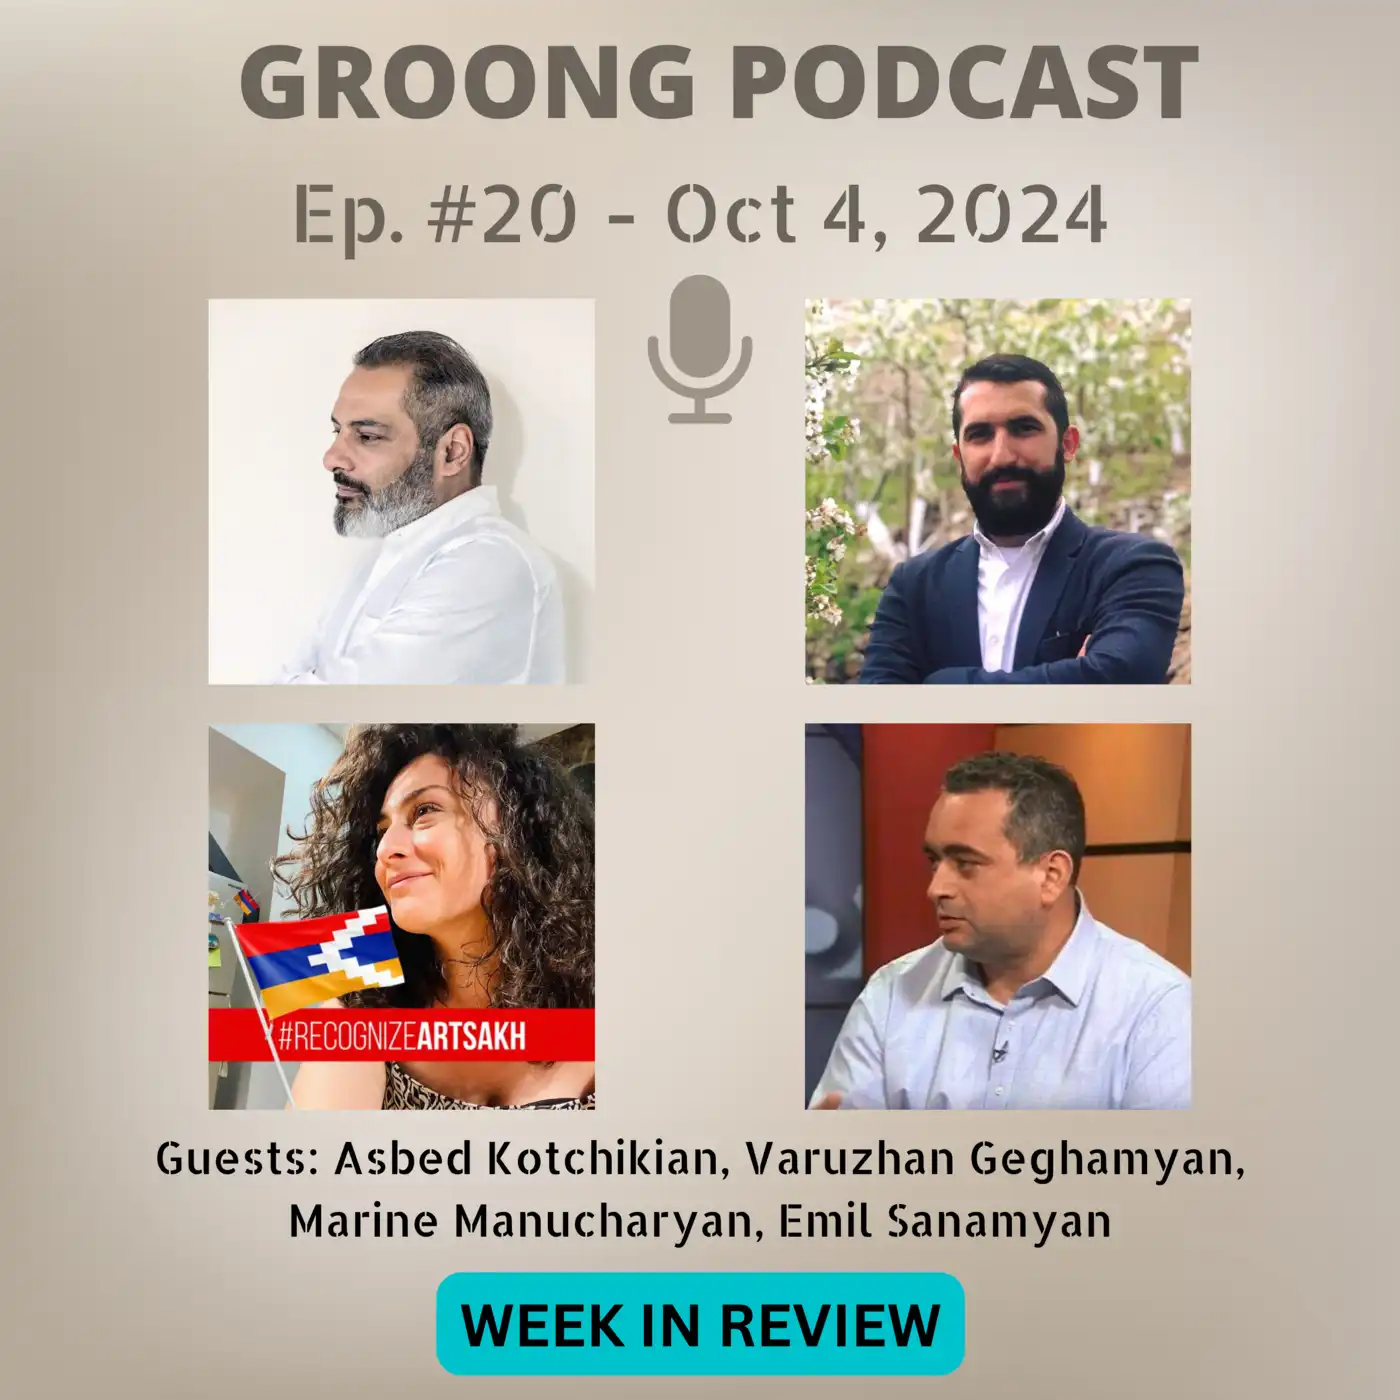 GROONG PODCAST
Ep. #20 - Oct 4, 2024
#RECOGNIZEARTSAKH
Guests: Asbed Kotchikian, Varuzhan Geghamyan,
Marine Manucharyan, Emil Sanamyan
WEEK IN REVIEW